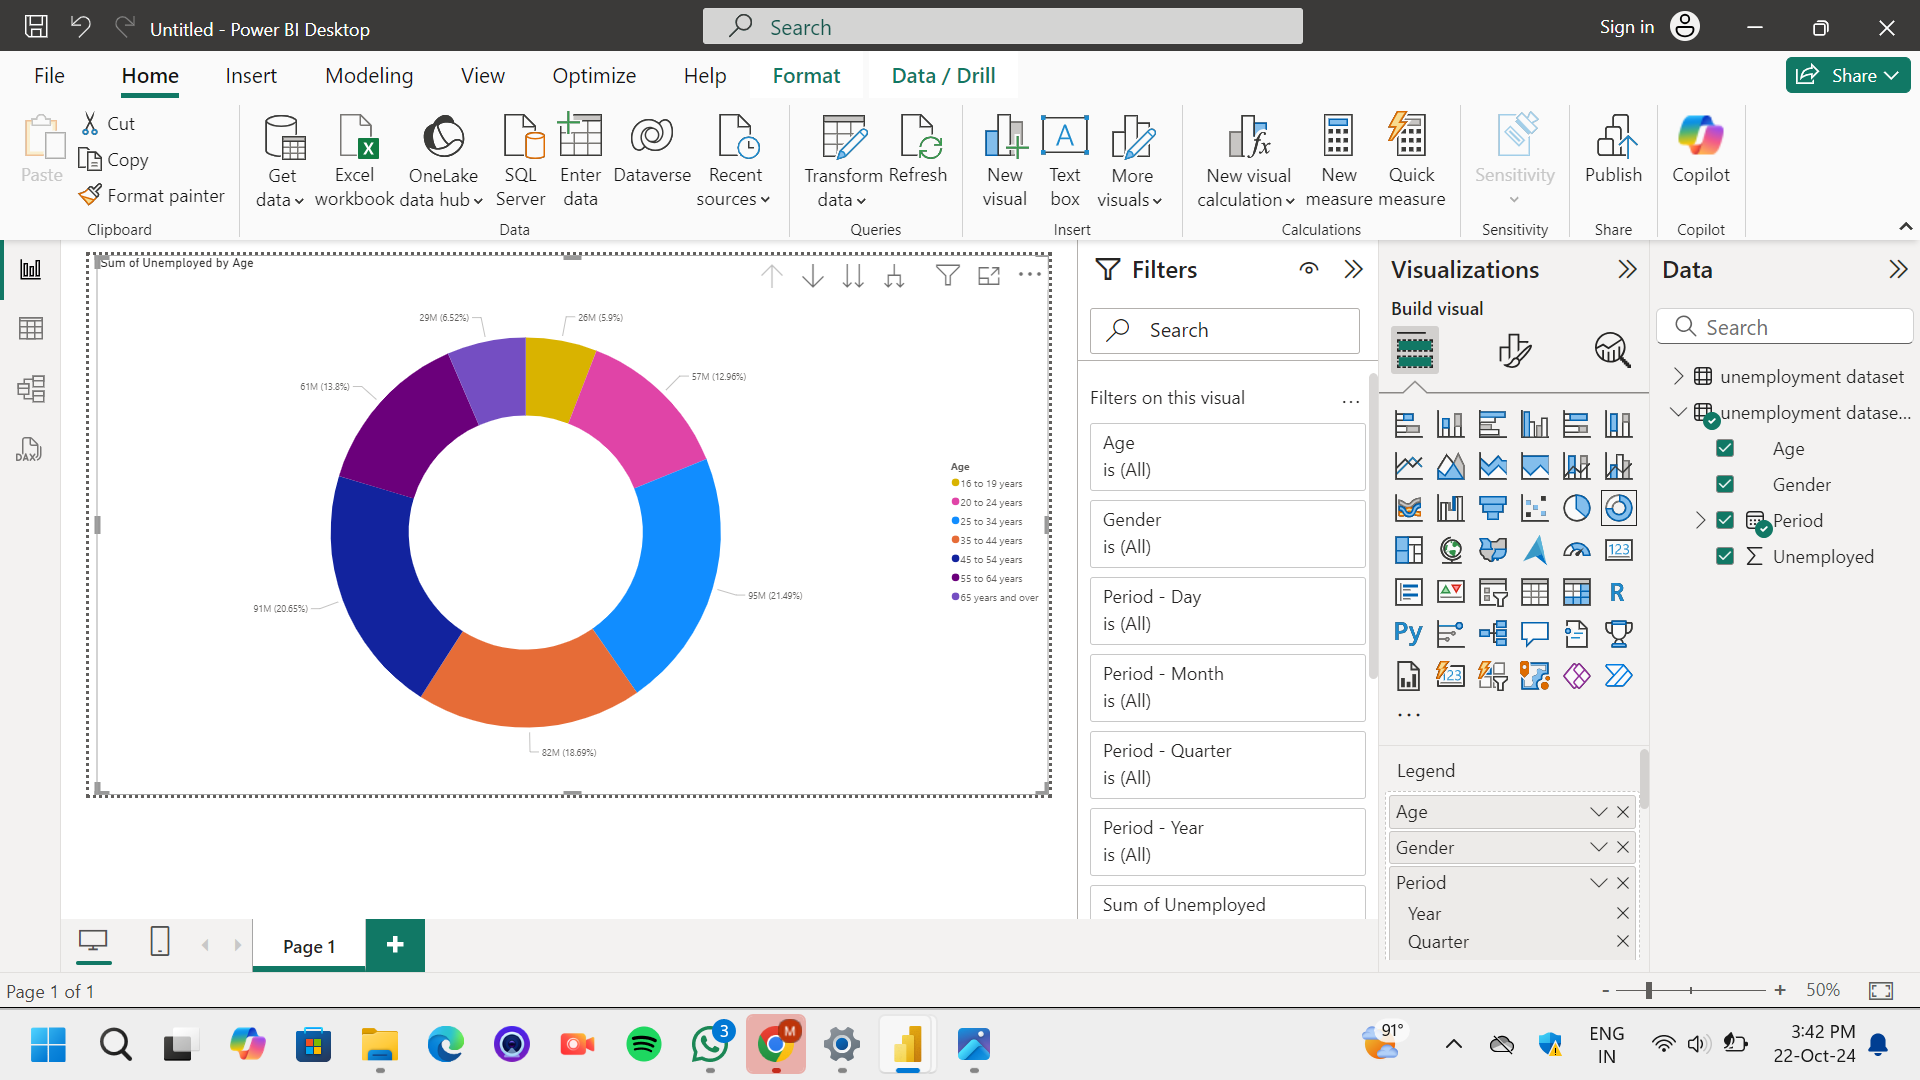 Untitled - Power BI Desktop
Search
Sign in
File
Home
Insert
Modeling
View
Optimize
Help
Format
Data / Drill
Share
Paste
Cut
Copy
Format painter
Clipboard
Get data
Excel workbook
OneLake data hub
SQL Server
Enter data
Dataverse
Recent sources
Data
Transform data
Refresh
Queries
New visual
Text box
More visuals
Insert
New visual calculation
New measure
Quick measure
Calculations
Sensitivity
Sensitivity
Publish
Share
Copilot
Copilot
Sum of Unemployed by Age
29M (6.52%)
26M (5.9%)
61M (13.8%)
57M (12.96%)
91M (20.65%)
95M (21.49%)
82M (18.69%)
Age
16 to 19 years
20 to 24 years
25 to 34 years
35 to 44 years
45 to 54 years
55 to 64 years
65 years and over
Filters
Search
Filters on this visual
Age
is (All)
Gender
is (All)
Period - Day
is (All)
Period - Month
is (All)
Period - Quarter
is (All)
Period - Year
is (All)
Sum of Unemployed
Visualizations
Build visual
123
R
Py
123
Legend
Age
Gender
Period
Year
Quarter
Data
Search
unemployment dataset
unemployment datase...
Age
Gender
Period
Unemployed
DAX
Page 1
Page 1 of 1
50%
3
M
91°
ENG
IN
3:42 PM
22-Oct-24